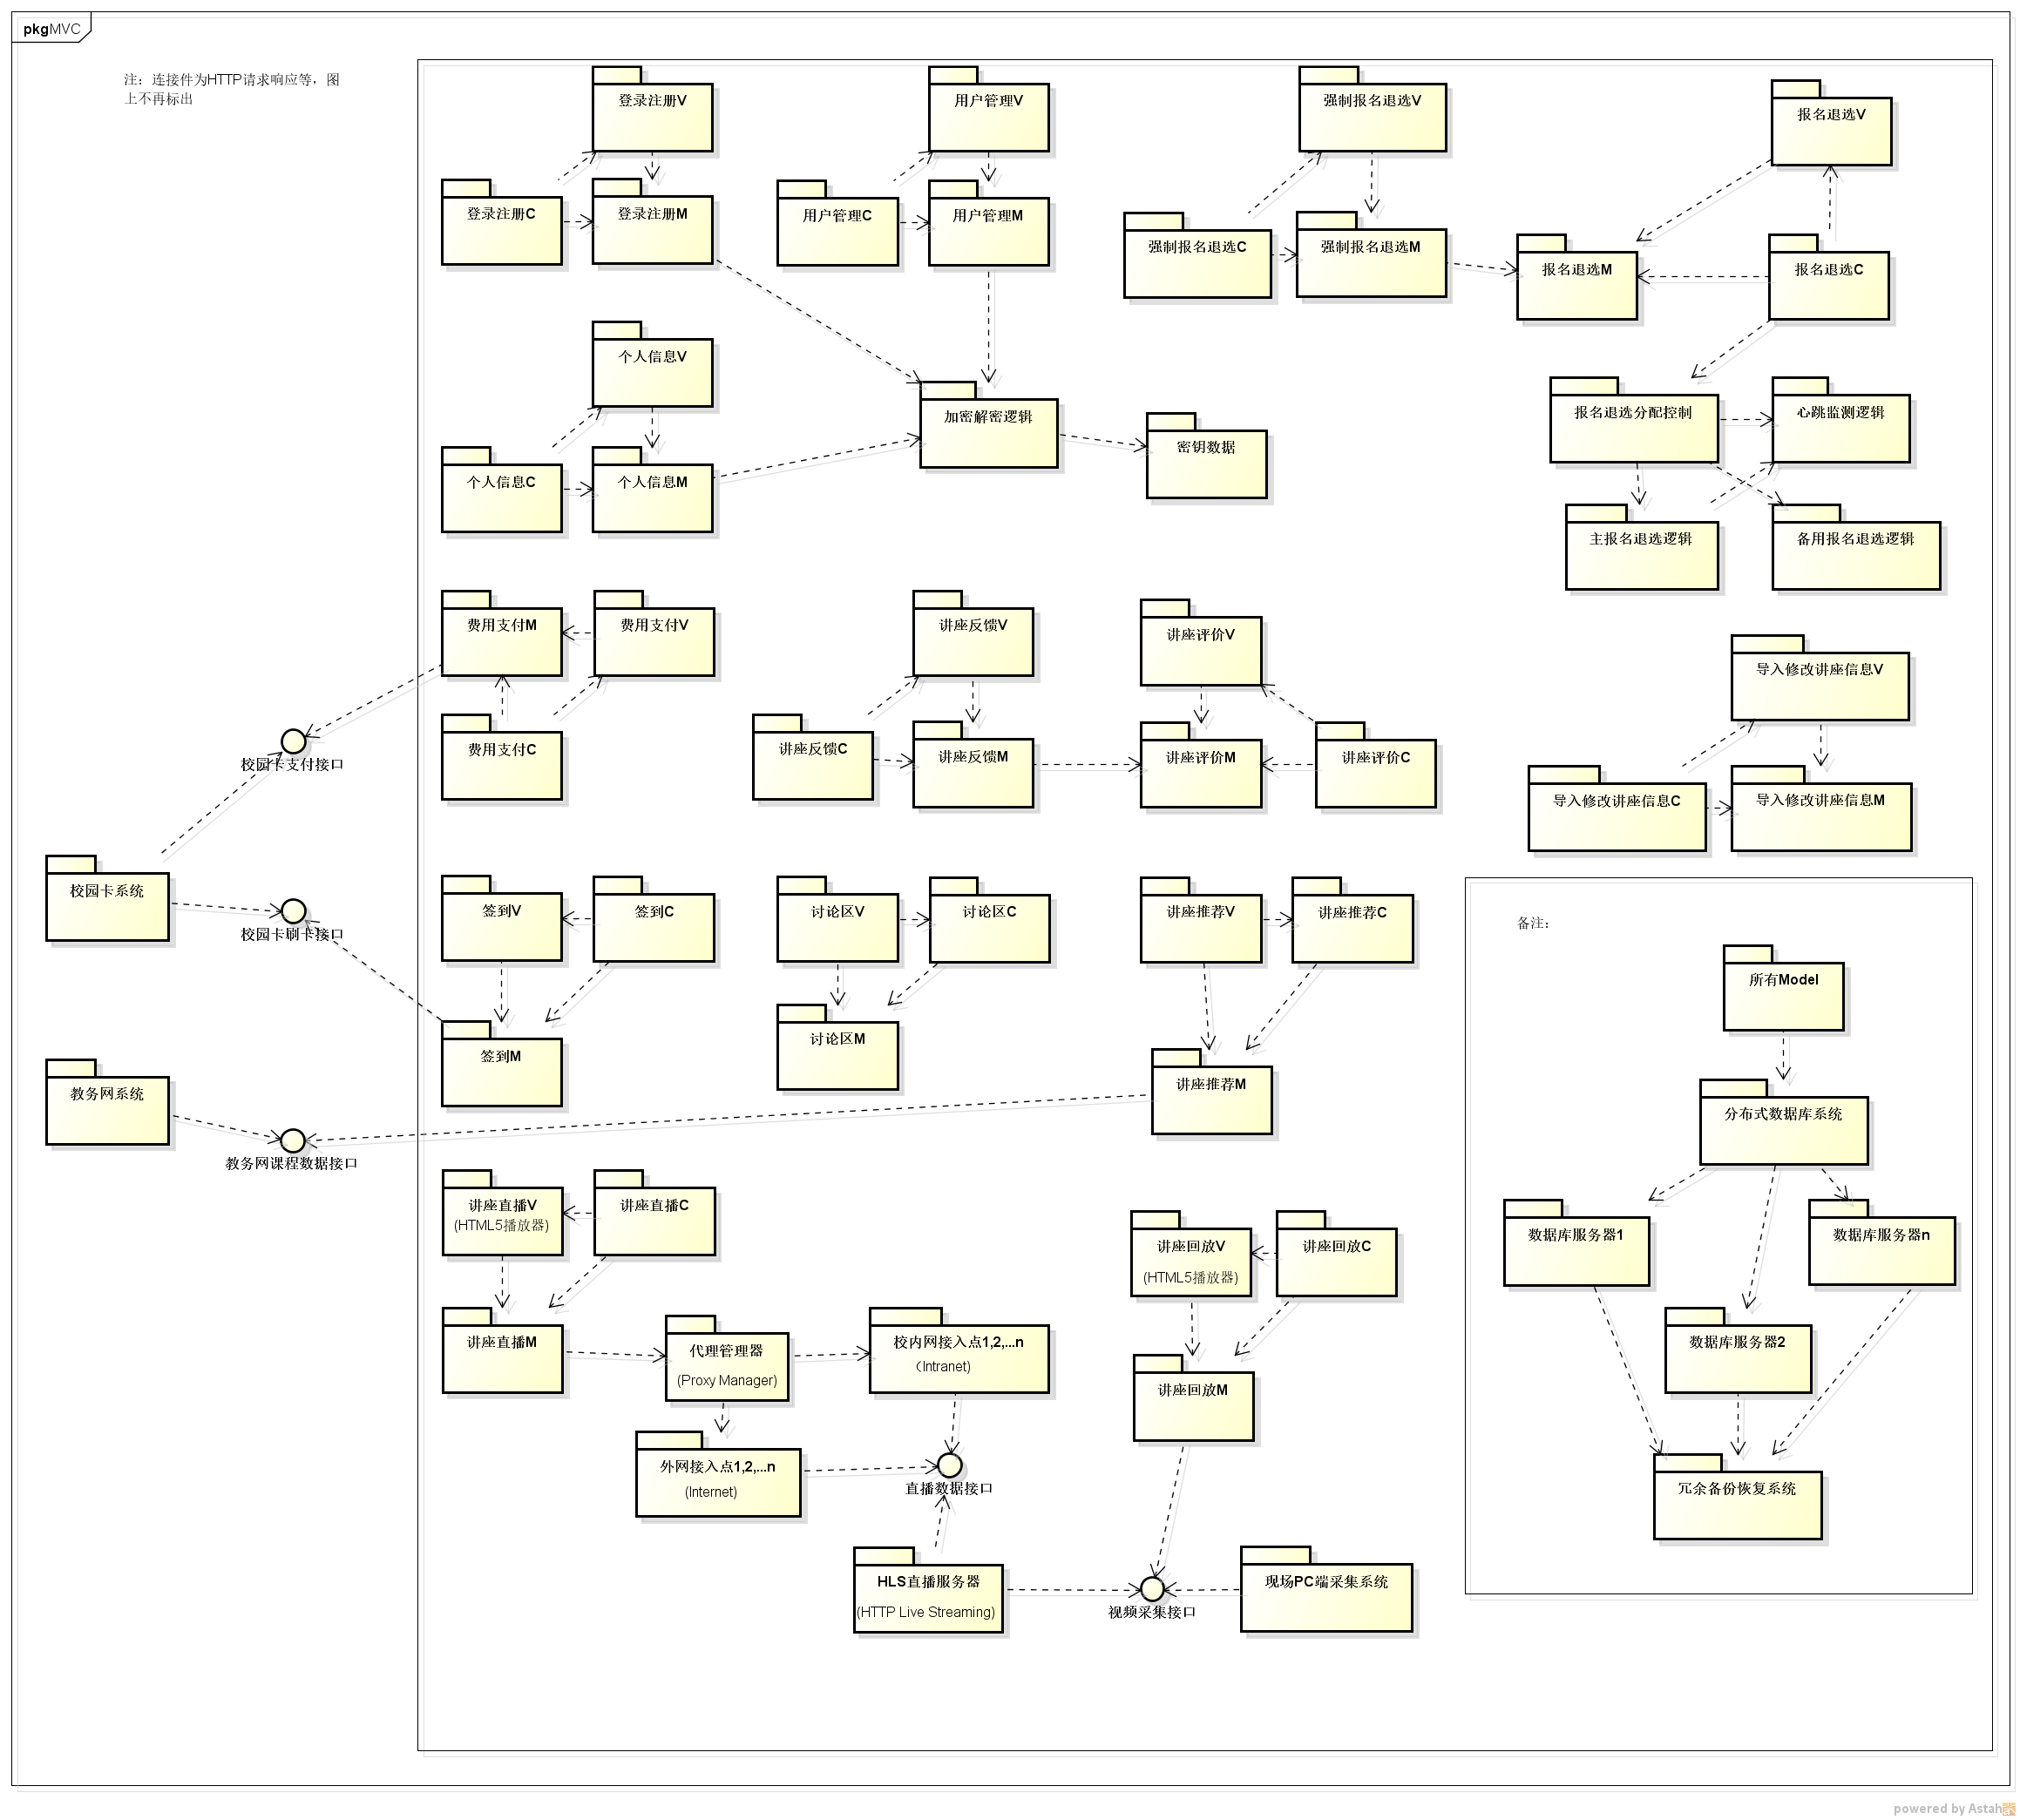 pkgMVC
注：连接件为HTTP请求响应等，图
上不再标出
登录注册V
用户管理V
强制报名退选V
报名退选V
登录注册C
登录注册M
用户管理C
用户管理M
强制报名退选C
强制报名退选M
报名退选M
报名退选C
个人信息V
加密解密逻辑
密钥数据
报名退选分配控制
心跳监测逻辑
个人信息C
个人信息M
主报名退选逻辑
备用报名退选逻辑
费用支付M
费用支付V
讲座反馈V
讲座评价V
导入修改讲座信息V
校园卡支付接口
费用支付C
讲座反馈C
讲座反馈M
讲座评价M
讲座评价C
导入修改讲座信息C
导入修改讲座信息M
校园卡系统
校园卡刷卡接口
签到V
签到C
讨论区V
讨论区C
讲座推荐V
讲座推荐C
备注：
所有Model
签到M
讨论区M
讲座推荐M
教务网系统
教务网课程数据接口
分布式数据库系统
讲座直播V
(HTML5播放器)
讲座直播C
讲座回放V
(HTML5播放器)
讲座回放C
数据库服务器1
数据库服务器n
讲座直播M
代理管理器
(Proxy Manager)
校内网接入点1,2,...n
（Intranet)
讲座回放M
数据库服务器2
外网接入点1,2,...n
(Internet)
直播数据接口
冗余备份恢复系统
HLS直播服务器
(HTTP Live Streaming)
视频采集接口
现场PC端采集系统
powered by Astah